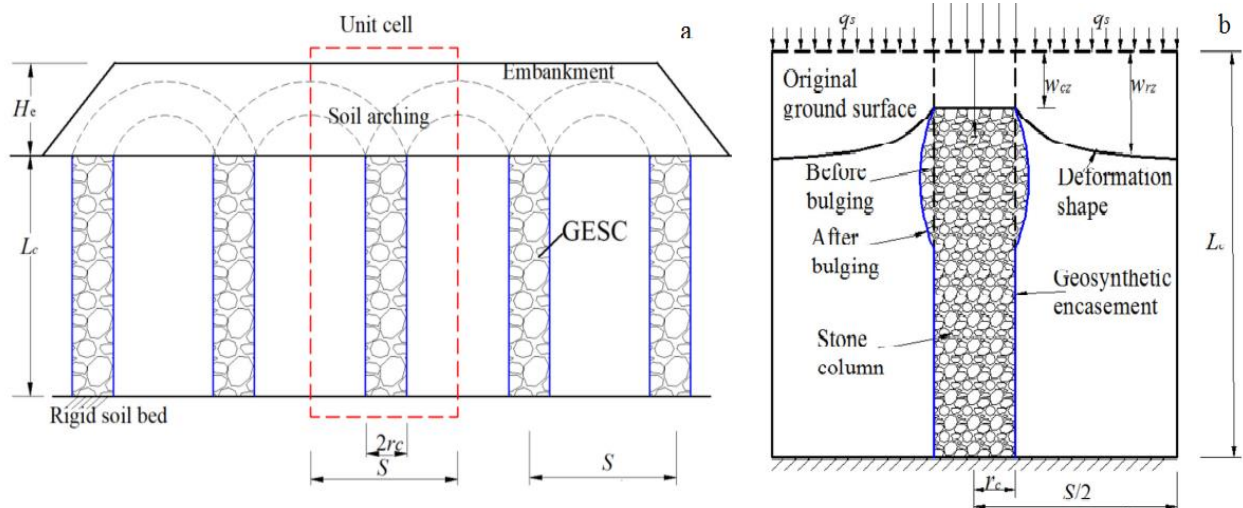 Unit cell
a
Embankment
Soil arching
He
Lc
GESC
Rigid soil bed
2rc
S
S
qs
qs
b
Original
ground surface
wcz
wrz
Before
bulging
Deformation
shape
After
bulging
Lc
Geosynthetic
encasement
Stone
column
rc
S/2